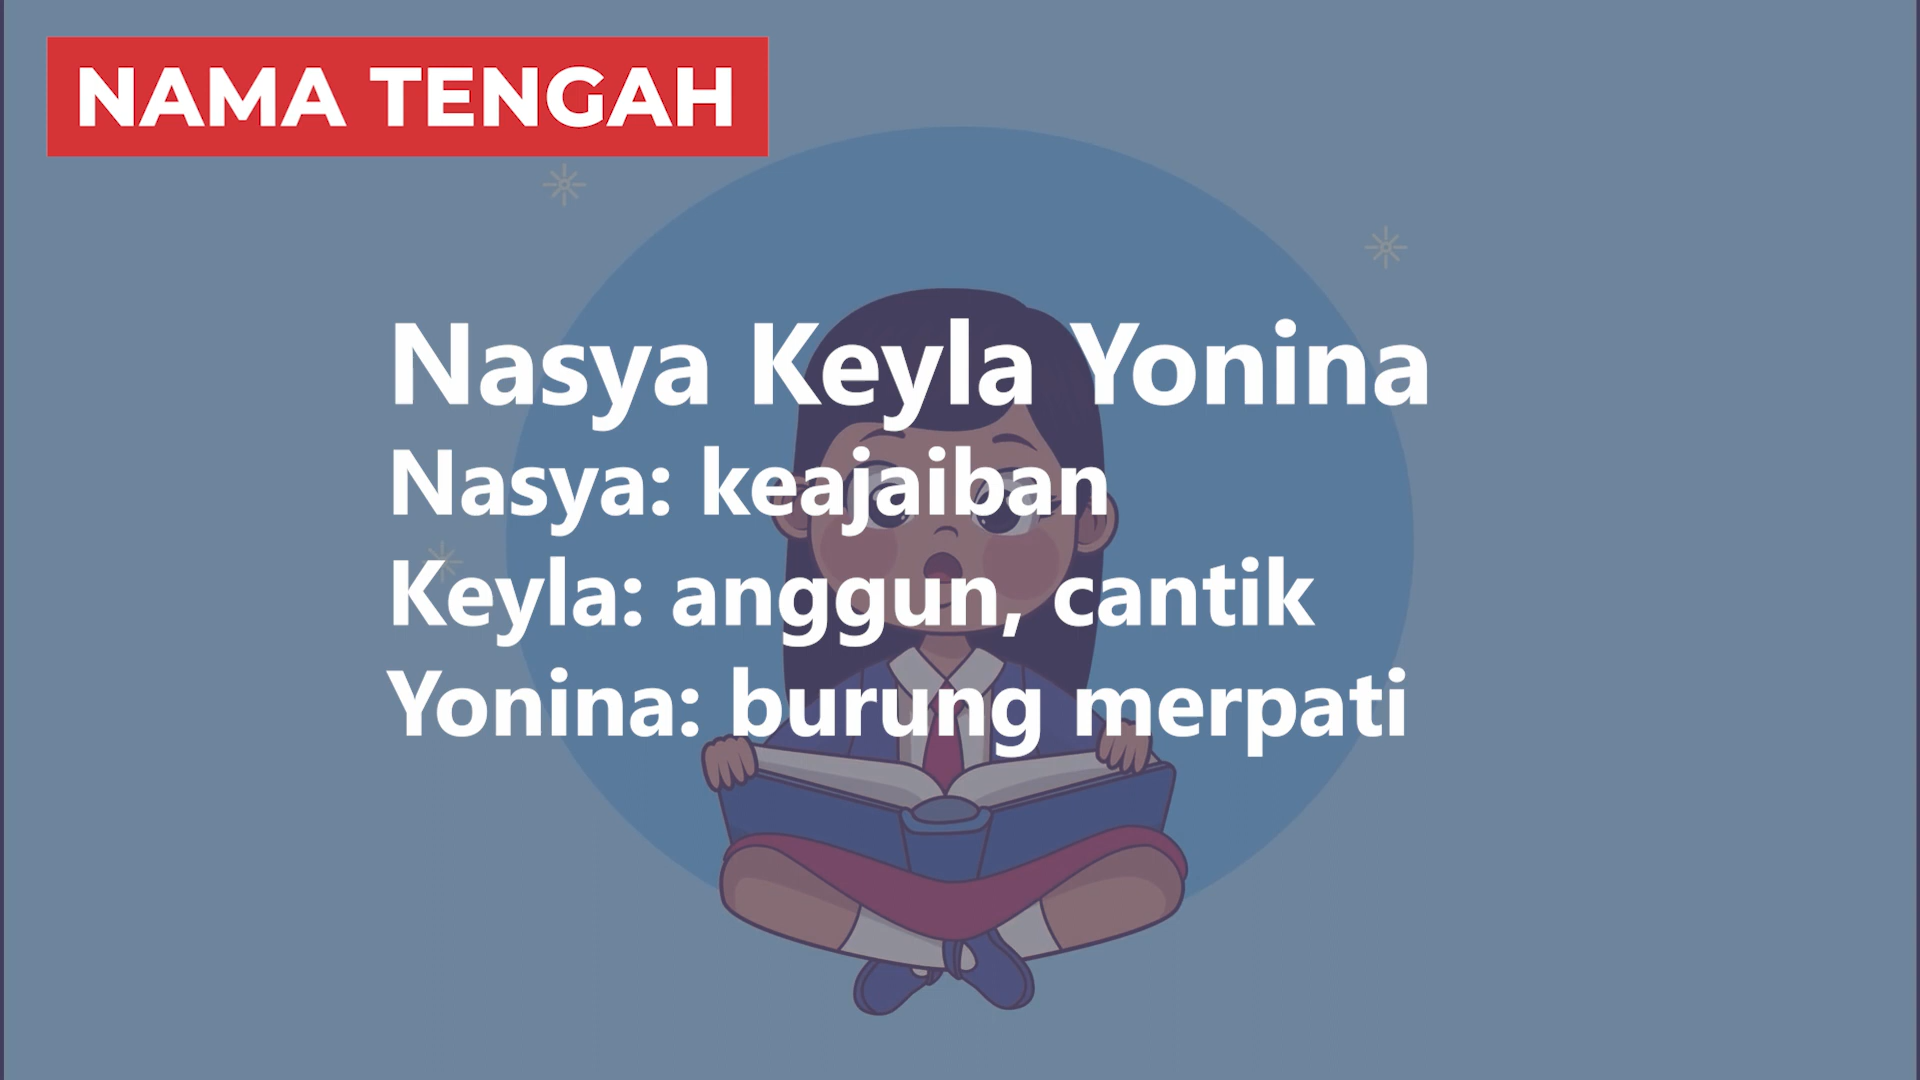 NAMA TENGAH
Nasya Keyla Yonina
Nasya: keajaiban
Keyla: anggun, cantik
Yonina: burung merpati